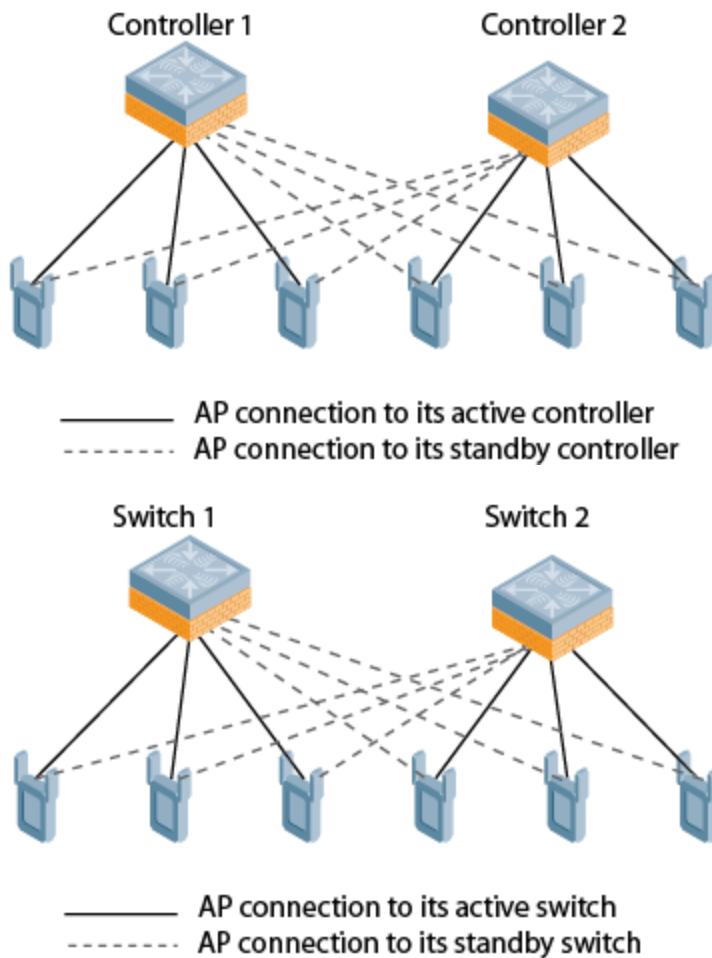 Controller 1
Controller 2
AP connection to its active controller
AP connection to its standby controller
Switch 1
Switch 2
AP connection to its active switch
AP connection to its standby switch